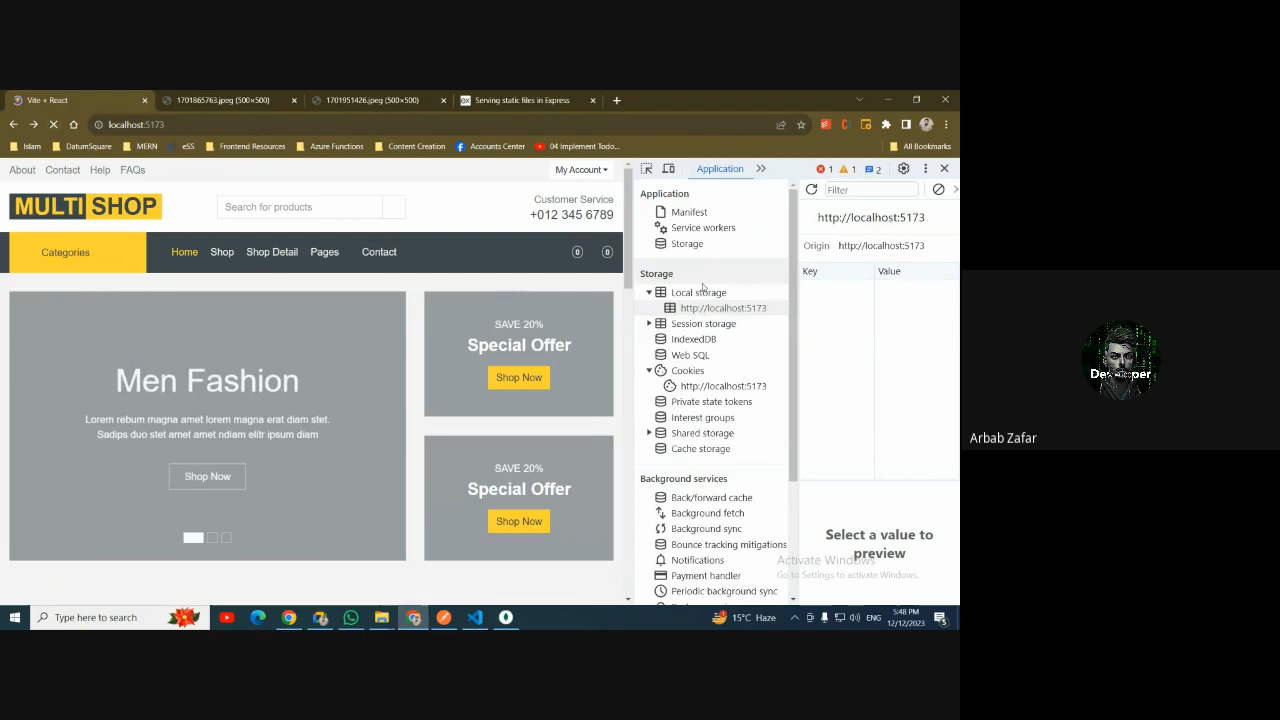 Vite + React
1701865763.jpeg (500×500)
1701951426.jpeg (500×500)
Serving static files in Express
localhost:5173
Islam
DatumSquare
MERN
eSS
Frontend Resources
Azure Functions
Content Creation
Accounts Center
04 Implement Todo...
All Bookmarks
About Contact Help FAQs
My Account
MULTI SHOP
Search for products
Customer Service
+012 345 6789
Categories
Home Shop Shop Detail Pages Contact
0 0
Men Fashion
Lorem rebum magna amet lorem magna erat diam stet.
Sadips duo stet amet amet ndiam elitr ipsum diam
Shop Now
SAVE 20%
Special Offer
Shop Now
SAVE 20%
Special Offer
Shop Now
Application
1 1 2
Application
Manifest
Service workers
Storage
Storage
Local storage
http://localhost:5173
Session storage
IndexedDB
Web SQL
Cookies
http://localhost:5173
Private state tokens
Interest groups
Shared storage
Cache storage
Background services
Back/forward cache
Background fetch
Background sync
Bounce tracking mitigations
Notifications
Payment handler
Periodic background sync
Filter
http://localhost:5173
Origin http://localhost:5173
Key Value
Select a value to
preview
Activate Windows
Go to Settings to activate Windows.
Type here to search
15°C Haze
ENG
5:48 PM
12/12/2023
Developer
Arbab Zafar